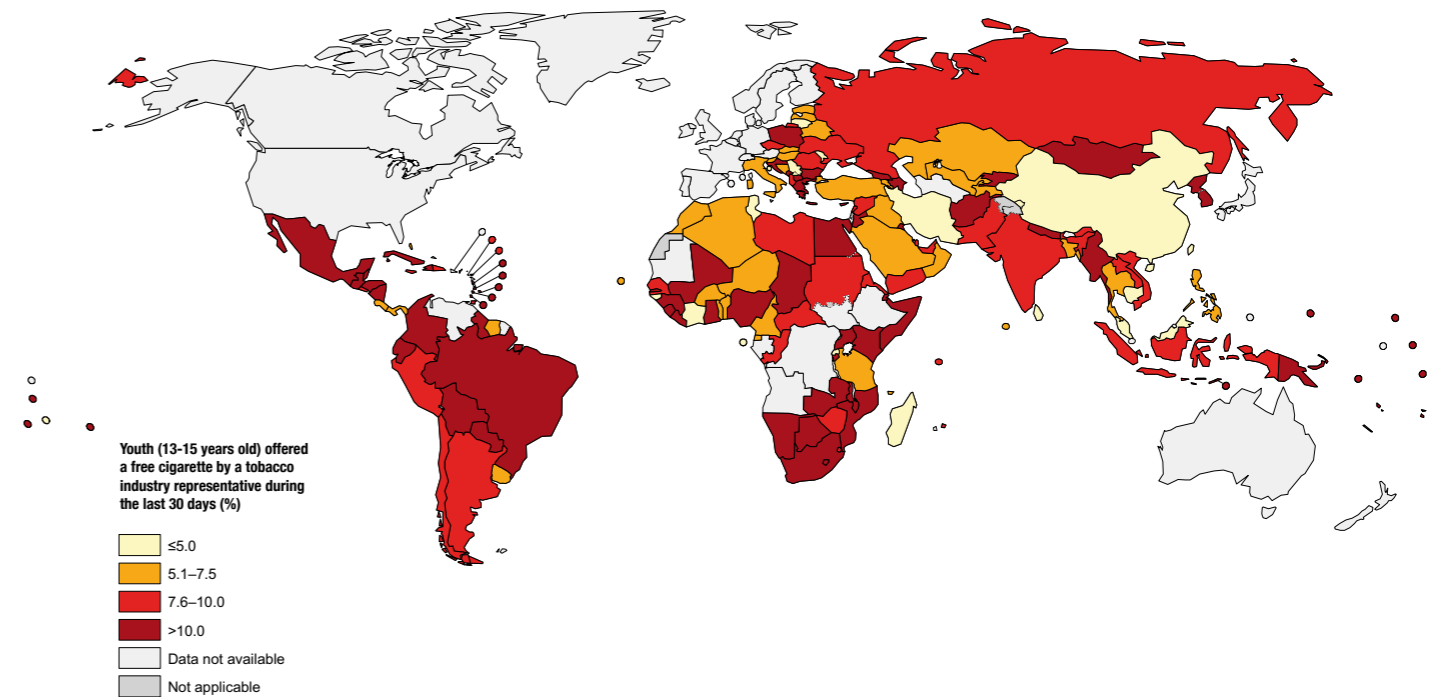 Youth (13-15 years old) offered
a free cigarette by a tobacco
industry representative during
the last 30 days (%)
≤5.0
5.1–7.5
7.6–10.0
>10.0
Data not available
Not applicable